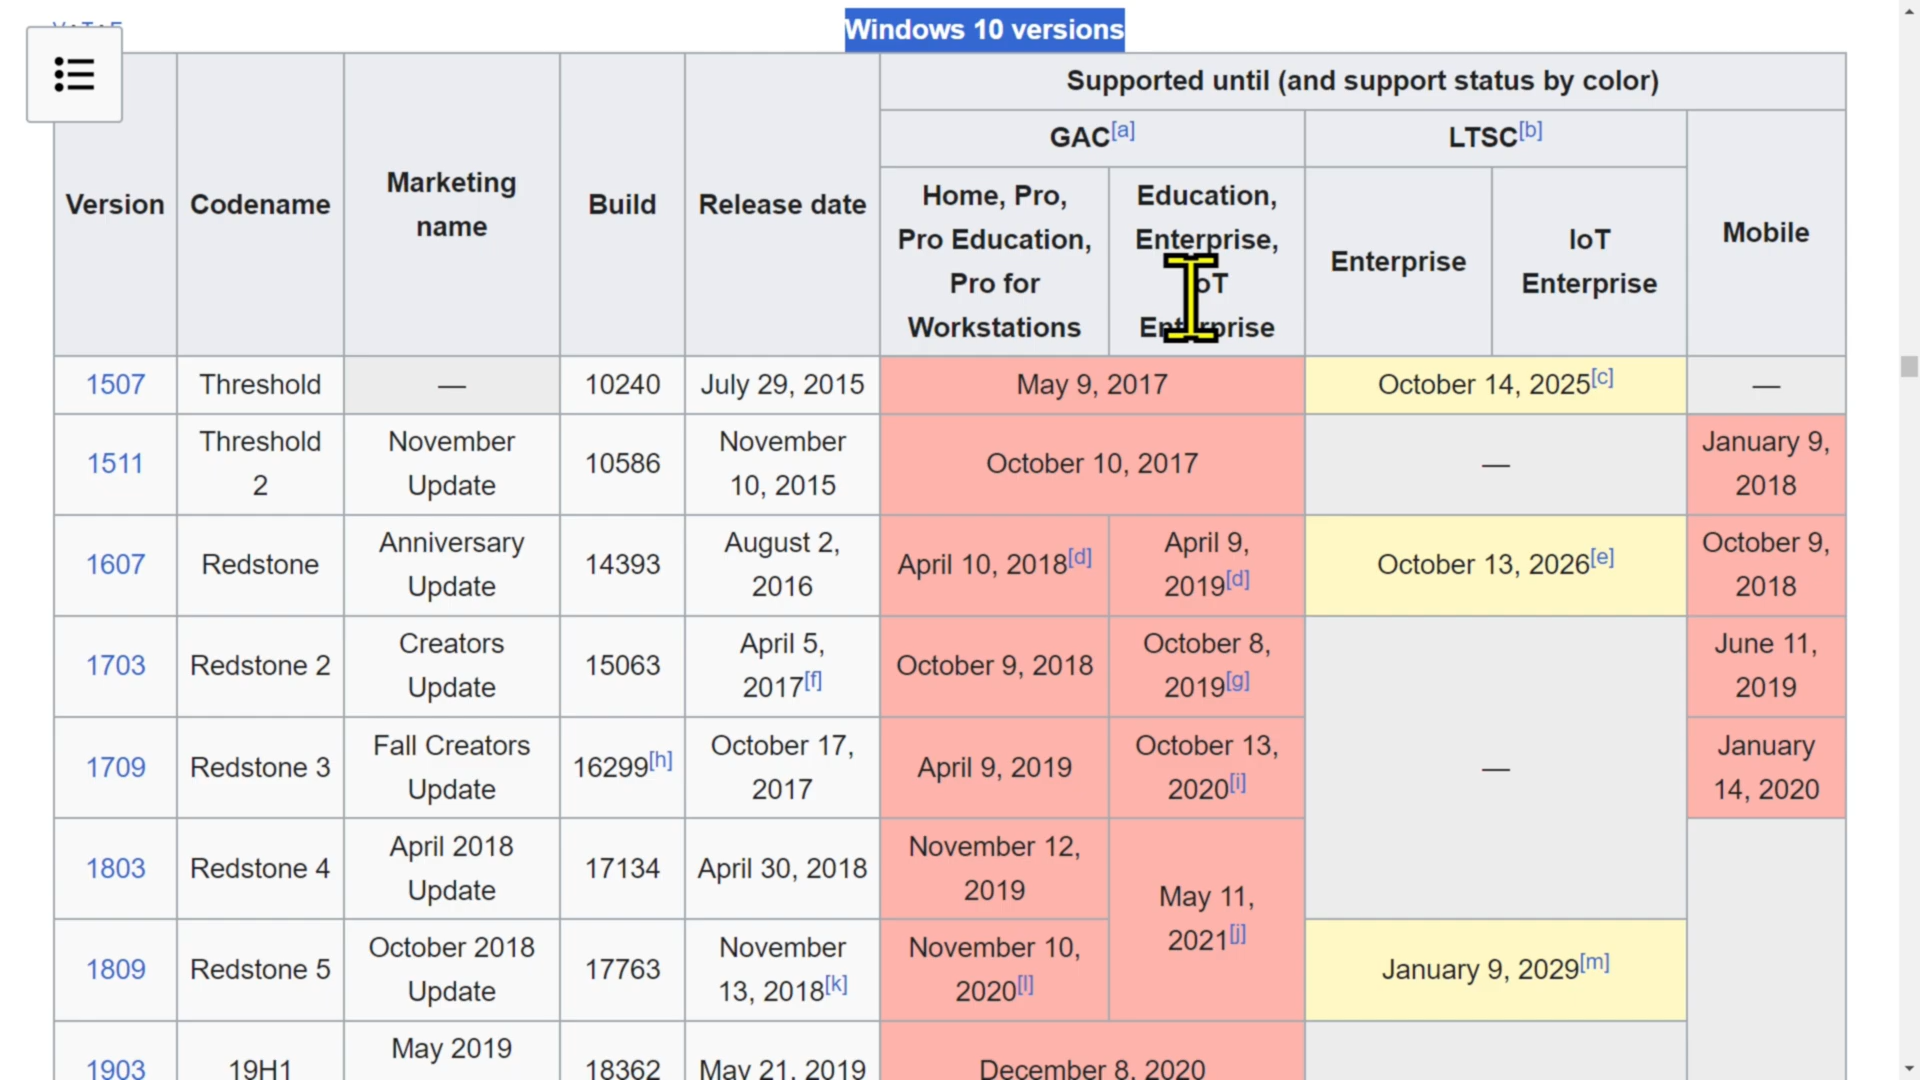 Windows 10 versions
Supported until (and support status by color)
GAC[a]
LTSC[b]
Version
Codename
Marketing
name
Build
Release date
Home, Pro,
Pro Education,
Pro for
Workstations
Education,
Enterprise,
IoT
Enterprise
Enterprise
IoT
Enterprise
Mobile
1507
Threshold
—
10240
July 29, 2015
May 9, 2017
October 14, 2025[c]
—
1511
Threshold
2
November
Update
10586
November
10, 2015
October 10, 2017
—
January 9,
2018
1607
Redstone
Anniversary
Update
14393
August 2,
2016
April 10, 2018[d]
April 9,
2019[d]
October 13, 2026[e]
October 9,
2018
1703
Redstone 2
Creators
Update
15063
April 5,
2017[f]
October 9, 2018
October 8,
2019[g]
—
June 11,
2019
1709
Redstone 3
Fall Creators
Update
16299[h]
October 17,
2017
April 9, 2019
October 13,
2020[i]
January
14, 2020
1803
Redstone 4
April 2018
Update
17134
April 30, 2018
November 12,
2019
May 11,
2021[j]
1809
Redstone 5
October 2018
Update
17763
November
13, 2018[k]
November 10,
2020[l]
January 9, 2029[m]
1903
19H1
May 2019
18362
May 21, 2019
December 8, 2020